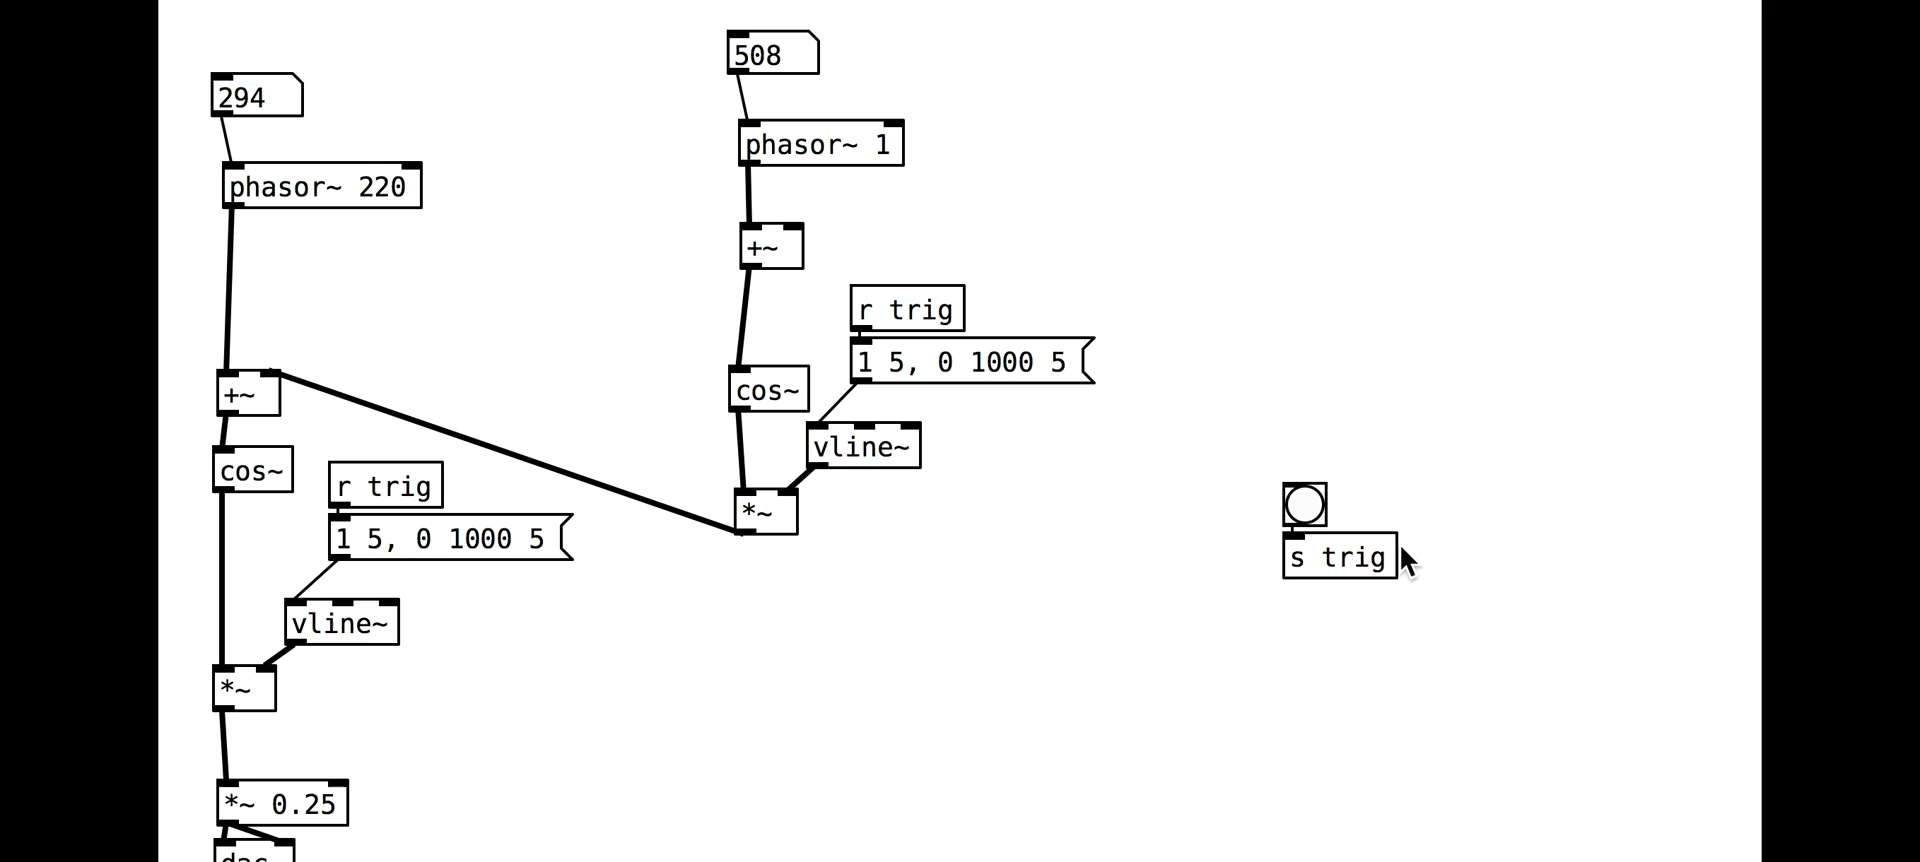 508
294
phasor~ 1
phasor~ 220
+~
r trig
1 5, 0 1000 5
+~
cos~
vline~
cos~
r trig
*~
1 5, 0 1000 5
s trig
vline~
*~
*~ 0.25